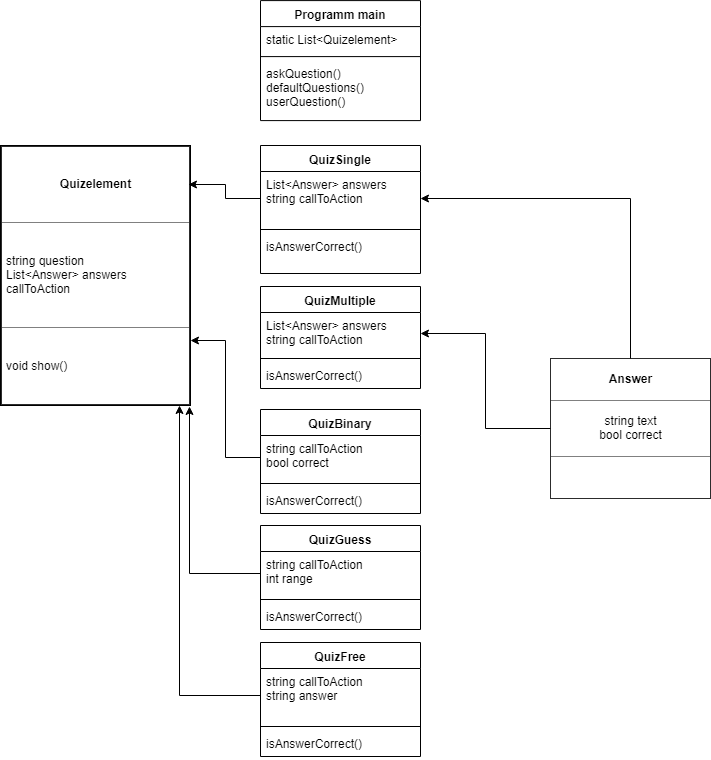 Programm main
static List<Quizelement>
askQuestion()
defaultQuestions()
userQuestion()
Quizelement
string question
List<Answer> answers
callToAction
void show()
QuizSingle
List<Answer> answers
string callToAction
isAnswerCorrect()
QuizMultiple
List<Answer> answers
string callToAction
isAnswerCorrect()
QuizBinary
string callToAction
bool correct
isAnswerCorrect()
QuizGuess
string callToAction
int range
isAnswerCorrect()
QuizFree
string callToAction
string answer
isAnswerCorrect()
Answer
string text
bool correct